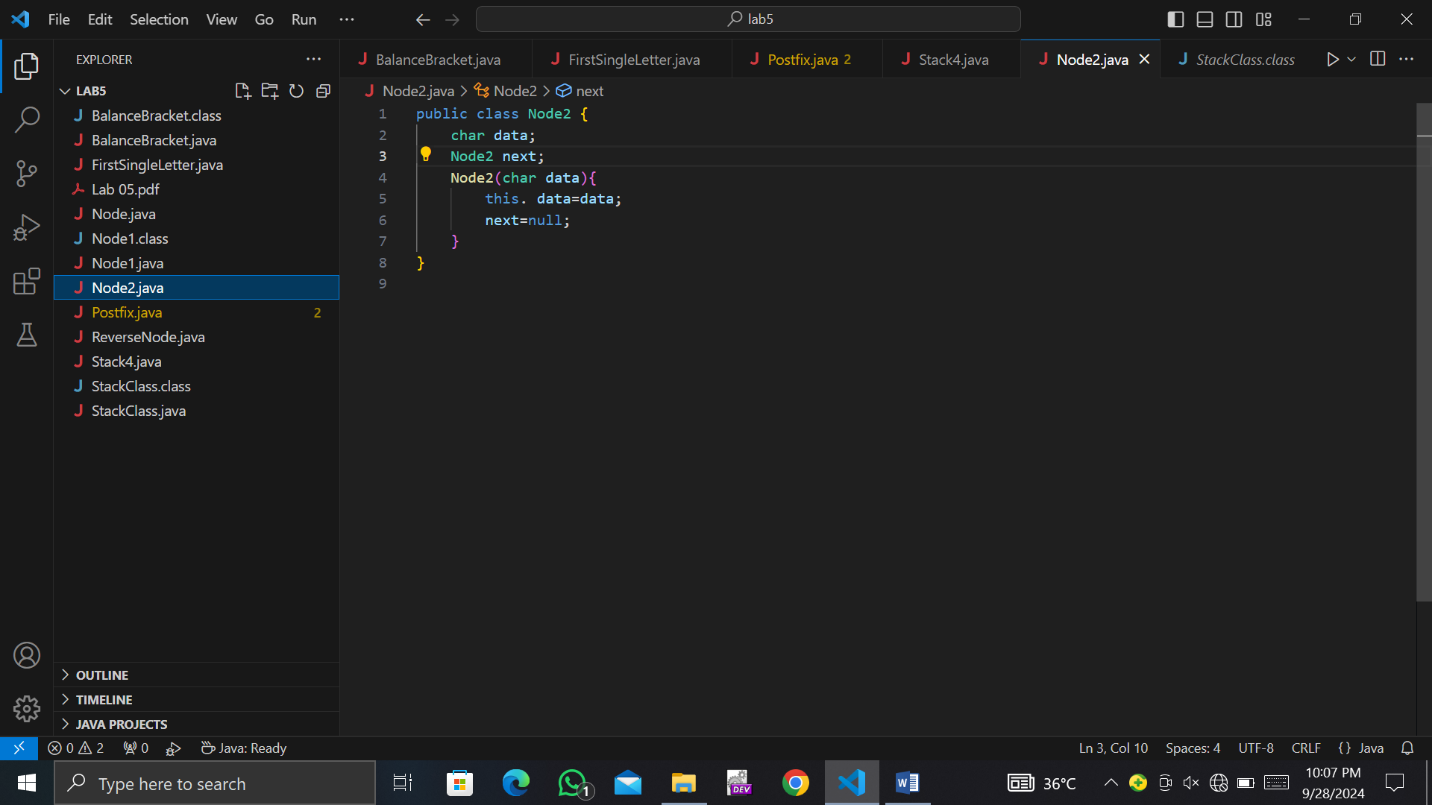 File Edit Selection View Go Run ··· lab5
EXPLORER ···
BalanceBracket.java FirstSingleLetter.java Postfix.java 2 Stack4.java Node2.java StackClass.class ···
LAB5
BalanceBracket.class
BalanceBracket.java
FirstSingleLetter.java
Lab 05.pdf
Node.java
Node1.class
Node1.java
Node2.java
Postfix.java 2
ReverseNode.java
Stack4.java
StackClass.class
StackClass.java
OUTLINE
TIMELINE
JAVA PROJECTS
Node2.java > Node2 > next
1 public class Node2 {
2 char data;
3 Node2 next;
4 Node2(char data){
5 this. data=data;
6 next=null;
7 }
8 }
9
0 2 0 Java: Ready Ln 3, Col 10 Spaces: 4 UTF-8 CRLF {} Java
Type here to search DEV 1 W 36°C 10:07 PM
9/28/2024